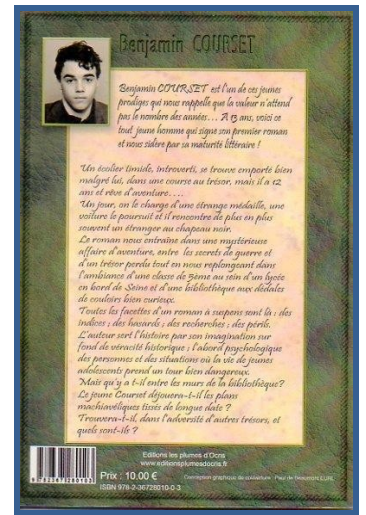 Benjamin COURSET
Benjamin COURSET est l'un de ces jeunes
prodiges qui nous rappelle que la valeur n'attend
pas le nombre des années... A 13 ans, voici ce
tout jeune homme qui signe son premier roman
et nous sidère par sa maturité littéraire !
Un écolier timide, introverti, se trouve emporté bien
malgré lui, dans une course au trésor, mais il a 12
ans et rêve d'aventure....
Un jour, on le charge d'une étrange médaille, une
voiture le poursuit et il rencontre de plus en plus
souvent un étranger au chapeau noir.
Le roman nous entraîne dans une mystérieuse
affaire d'aventure, entre les secrets de guerre et
d'un trésor perdu tout en nous replongeant dans
l'ambiance d'une classe de 5ème au sein d'un lycée
en bord de Seine et d'une bibliothèque aux dédales
de couloirs bien curieux.
Toutes les facettes d'un roman à suspens sont là ; des
indices ; des hasards ; des recherches ; des périls.
L'auteur sert l'histoire par son imagination sur
fond de véracité historique ; l'abord psychologique
des personnes et des situations où la vie de jeunes
adolescents prend un tour bien dangereux.
Mais qu'y a t-il entre les murs de la bibliothèque ?
Le jeune Courset déjouera-t-il les plans
machiavéliques tissés de longue date ?
Trouvera-t-il, dans l'adversité d'autres trésors, et
quels sont-ils ?
Editions les plumes d'Ocris
www.editionsplumesdocris.fr
Prix : 10.00 €
Conception graphique de couverture : Paul de
ISBN 978-2-36728010-0-3
9782367280103